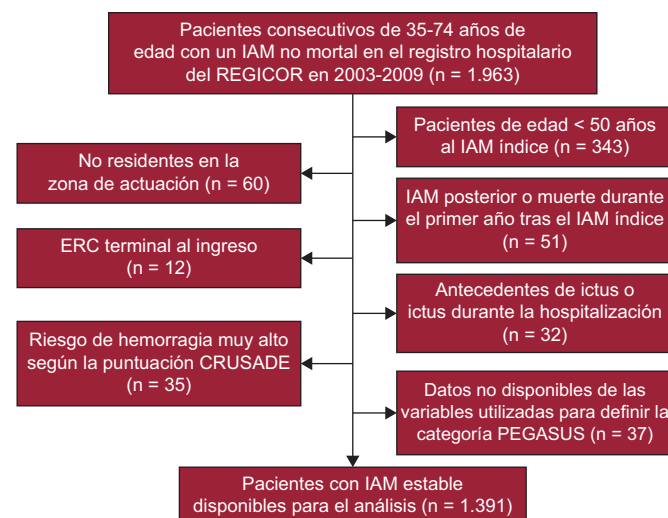 Pacientes consecutivos de 35-74 años de
edad con un IAM no mortal en el registro hospitalario
del REGICOR en 2003-2009 (n = 1.963)
Pacientes de edad < 50 años
al IAM índice (n = 343)
No residentes en la
zona de actuación (n = 60)
IAM posterior o muerte durante
el primer año tras el IAM índice
(n = 51)
ERC terminal al ingreso
(n = 12)
Antecedentes de ictus o
ictus durante la hospitalización
(n = 32)
Riesgo de hemorragia muy alto
según la puntuación CRUSADE
(n = 35)
Datos no disponibles de las
variables utilizadas para definir la
categoría PEGASUS (n = 37)
Pacientes con IAM estable
disponibles para el análisis (n = 1.391)